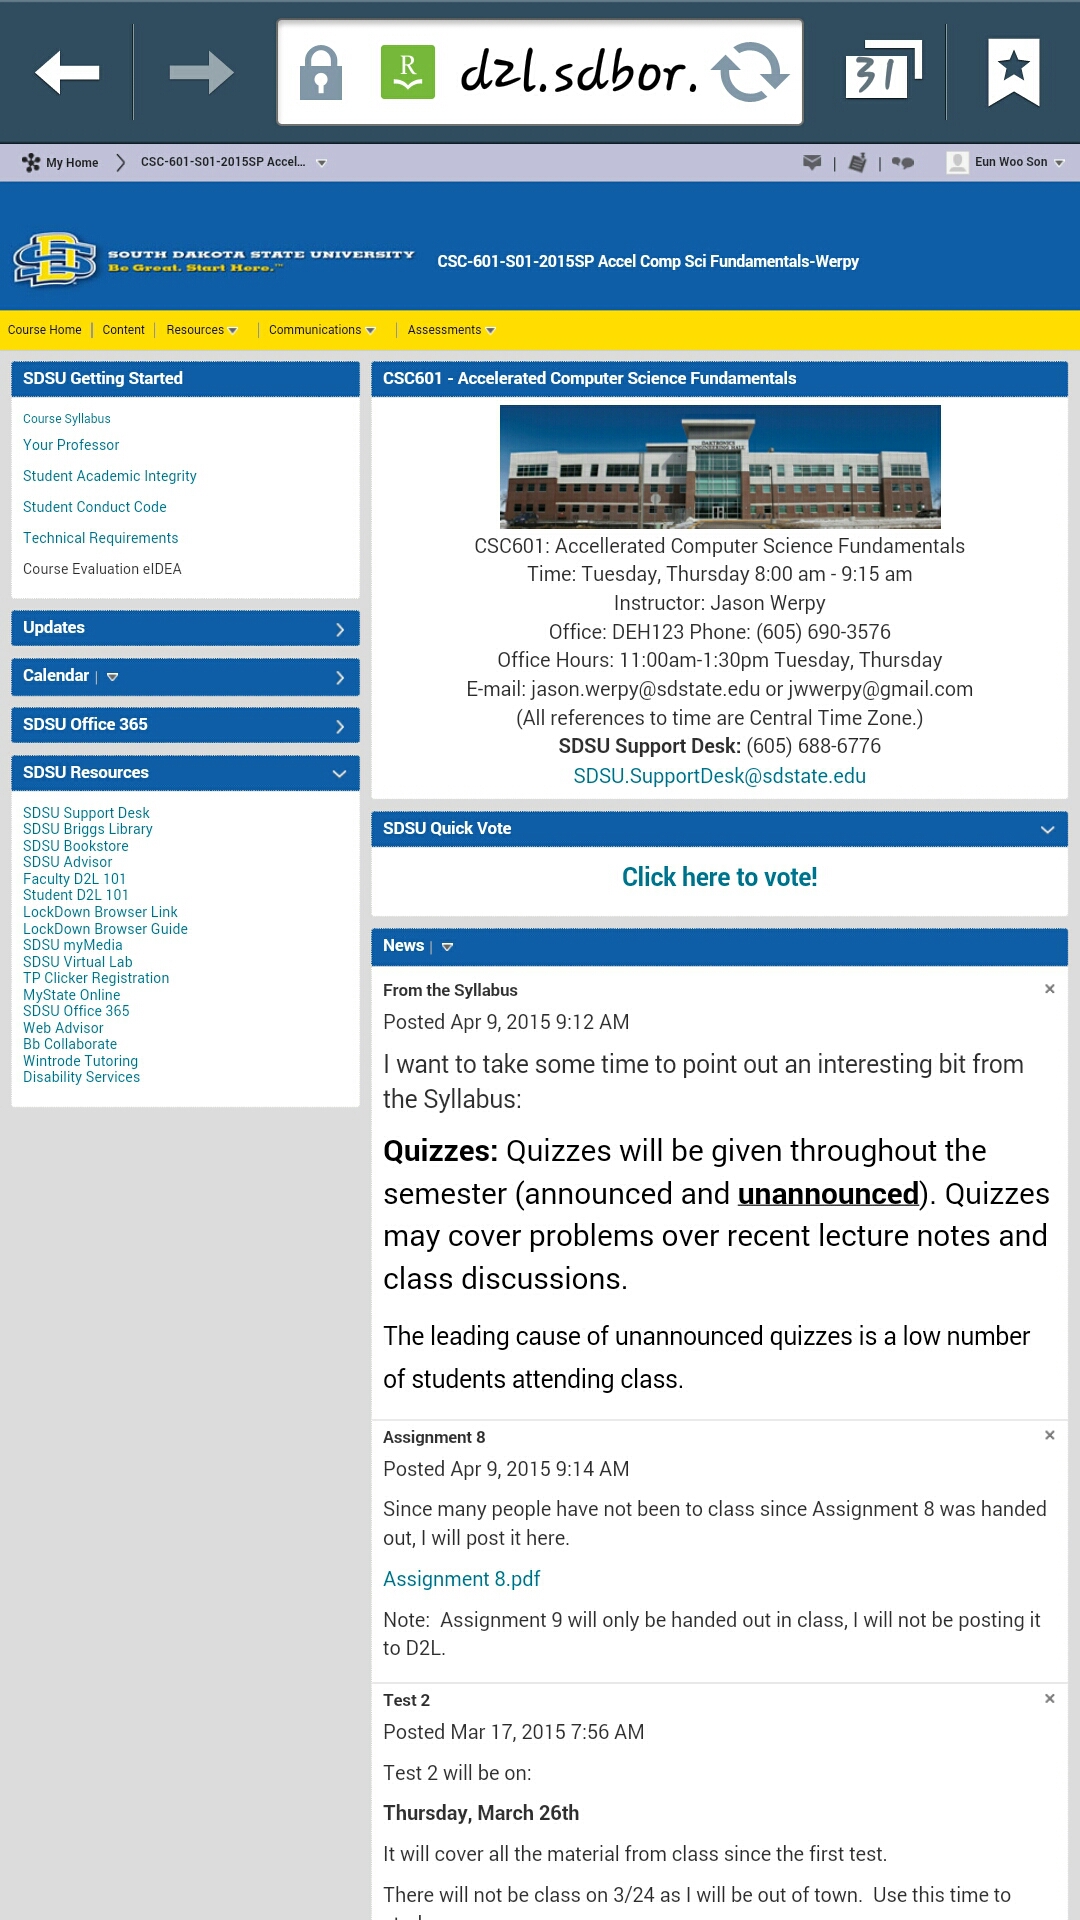 R
d2l.sdbor.
31
My Home
CSC-601-S01-2015SP Accel...
Eun Woo Son
SOUTH DAKOTA STATE UNIVERSITY
Be Great. Start Here.™
CSC-601-S01-2015SP Accel Comp Sci Fundamentals-Werpy
Course Home | Content | Resources | Communications | Assessments
SDSU Getting Started
Course Syllabus
Your Professor
Student Academic Integrity
Student Conduct Code
Technical Requirements
Course Evaluation eIDEA
Updates
Calendar
SDSU Office 365
SDSU Resources
SDSU Support Desk
SDSU Briggs Library
SDSU Bookstore
SDSU Advisor
Faculty D2L 101
Student D2L 101
LockDown Browser Link
LockDown Browser Guide
SDSU myMedia
SDSU Virtual Lab
TP Clicker Registration
MyState Online
SDSU Office 365
Web Advisor
Bb Collaborate
Wintrode Tutoring
Disability Services
CSC601 - Accelerated Computer Science Fundamentals
DAKTRONICS
ENGINEERING HALL
CSC601: Accellerated Computer Science Fundamentals
Time: Tuesday, Thursday 8:00 am - 9:15 am
Instructor: Jason Werpy
Office: DEH123 Phone: (605) 690-3576
Office Hours: 11:00am-1:30pm Tuesday, Thursday
E-mail: jason.werpy@sdstate.edu or jwwerpy@gmail.com
(All references to time are Central Time Zone.)
SDSU Support Desk: (605) 688-6776
SDSU.SupportDesk@sdstate.edu
SDSU Quick Vote
Click here to vote!
News
From the Syllabus
Posted Apr 9, 2015 9:12 AM
I want to take some time to point out an interesting bit from
the Syllabus:
Quizzes: Quizzes will be given throughout the
semester (announced and unannounced). Quizzes
may cover problems over recent lecture notes and
class discussions.
The leading cause of unannounced quizzes is a low number
of students attending class.
Assignment 8
Posted Apr 9, 2015 9:14 AM
Since many people have not been to class since Assignment 8 was handed
out, I will post it here.
Assignment 8.pdf
Note:  Assignment 9 will only be handed out in class, I will not be posting it
to D2L.
Test 2
Posted Mar 17, 2015 7:56 AM
Test 2 will be on:
Thursday, March 26th
It will cover all the material from class since the first test.
There will not be class on 3/24 as I will be out of town.  Use this time to